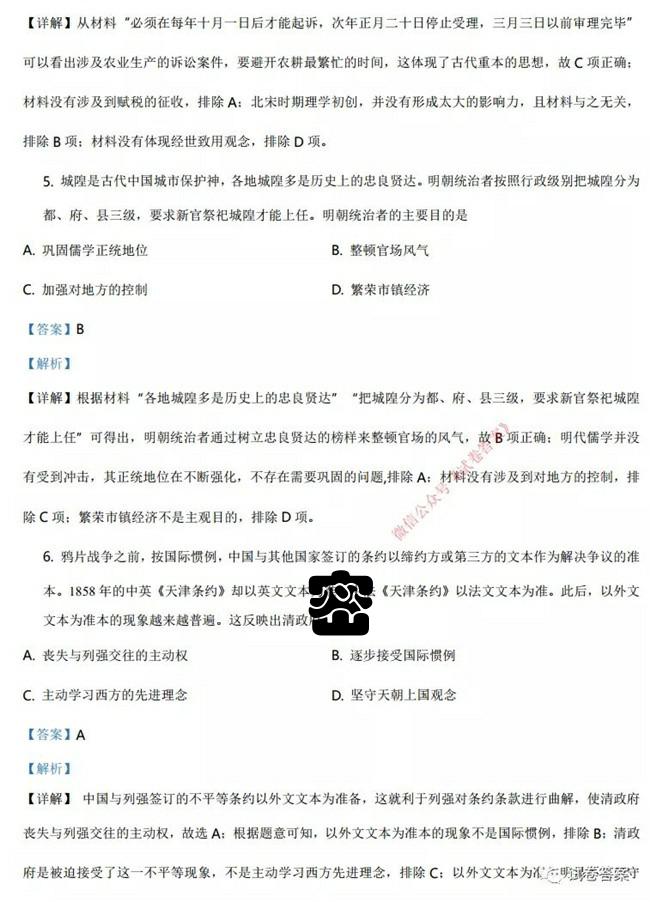 【详解】从材料“必须在每年十月一日后才能起诉，次年正月二十日停止受理，三月三日以前审理完毕”
可以看出涉及农业生产的诉讼案件，要避开农耕最繁忙的时间，这体现了古代重本的思想，故 C 项正确；
材料没有涉及到赋税的征收，排除 A；北宋时期理学初创，并没有形成太大的影响力，且材料与之无关，
排除 B 项；材料没有体现经世致用观念，排除 D 项。
5. 城隍是古代中国城市保护神，各地城隍多是历史上的忠良贤达。明朝统治者按照行政级别把城隍分为
都、府、县三级，要求新官祭祀城隍才能上任。明朝统治者的主要目的是
A. 巩固儒学正统地位 B. 整顿官场风气
C. 加强对地方的控制 D. 繁荣市镇经济
【答案】B
【解析】
【详解】根据材料“各地城隍多是历史上的忠良贤达”“把城隍分为都、府、县三级，要求新官祭祀城隍
才能上任”可得出，明朝统治者通过树立忠良贤达的榜样来整顿官场的风气，故 B 项正确；明代儒学并没
有受到冲击，其正统地位在不断强化，不存在需要巩固的问题,排除 A；材料没有涉及到对地方的控制，排
除 C 项；繁荣市镇经济不是主观目的，排除 D 项。
微信公众号《试卷答案》
6. 鸦片战争之前，按国际惯例，中国与其他国家签订的条约以缔约方或第三方的文本作为解决争议的准
本。1858 年的中英《天津条约》却以英文文本 《天津条约》以法文文本为准。此后，以外文
文本为准本的现象越来越普遍。这反映出清政
A. 丧失与列强交往的主动权 B. 逐步接受国际惯例
C. 主动学习西方的先进理念 D. 坚守天朝上国观念
【答案】A
【解析】
【详解】 中国与列强签订的不平等条约以外文文本为准备，这就利于列强对条约条款进行曲解，使清政府
丧失与列强交往的主动权，故选 A；根据题意可知，以外文文本为准本的现象不是国际惯例，排除 B；清政
府是被迫接受了这一不平等现象，不是主动学习西方先进理念，排除 C；以外文文本为准 守
试卷答案